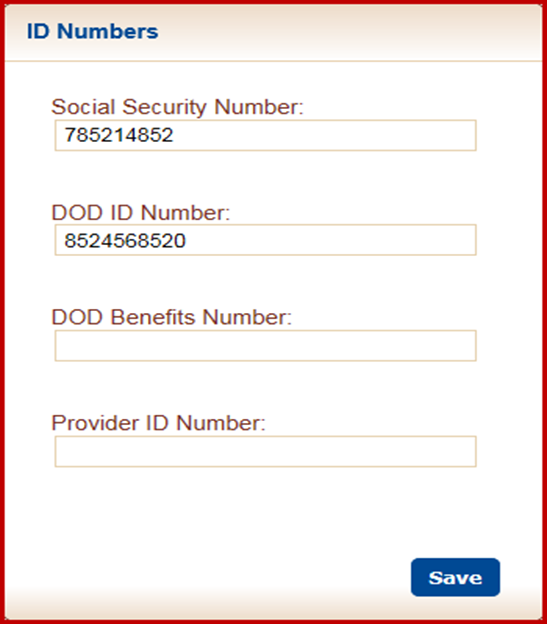 ID Numbers
Social Security Number:
785214852
DOD ID Number:
8524568520
DOD Benefits Number:
Provider ID Number:
Save